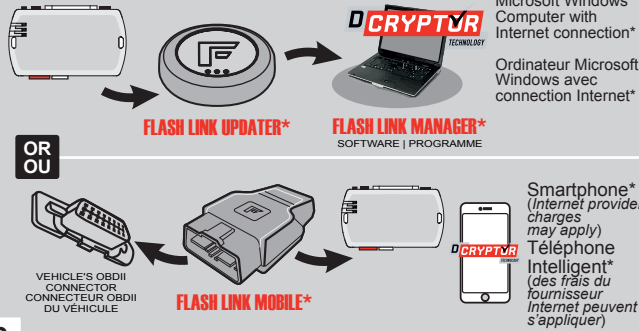 Microsoft Windows
Computer with
Internet connection*
Ordinateur Microsoft
Windows avec
connection Internet*
DCRYPTOR
TECHNOLOGY
FLASH LINK UPDATER*
FLASH LINK MANAGER*
SOFTWARE | PROGRAMME
OR
OU
VEHICLE'S OBDII
CONNECTOR
CONNECTEUR OBDII
DU VÉHICULE
FLASH LINK MOBILE*
DCRYPTOR
TECHNOLOGY
Smartphone*
(Internet provider
charges
may apply)
Téléphone
Intelligent*
(des frais du
fournisseur
Internet peuvent
s'appliquer)